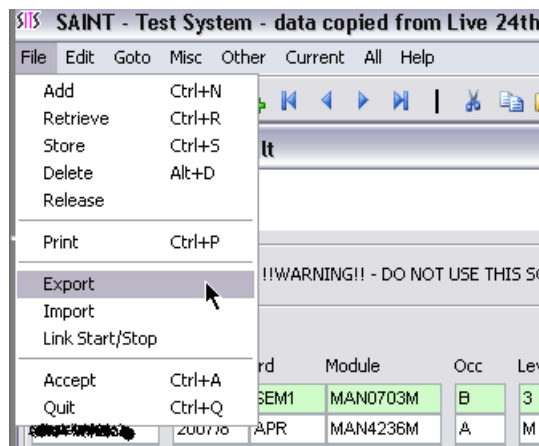 SITS SAINT - Test System - data copied from Live 24th
File Edit Goto Misc Other Current All Help
Add Ctrl+N
Retrieve Ctrl+R
Store Ctrl+S
Delete Alt+D
Release
Print Ctrl+P
Export
Import
Link Start/Stop
Accept Ctrl+A
Quit Ctrl+Q
lt
!!WARNING!! - DO NOT USE THIS
rd Module Occ Lev
SEM1 MAN0703M B 3
2007/8 APR MAN4236M A M